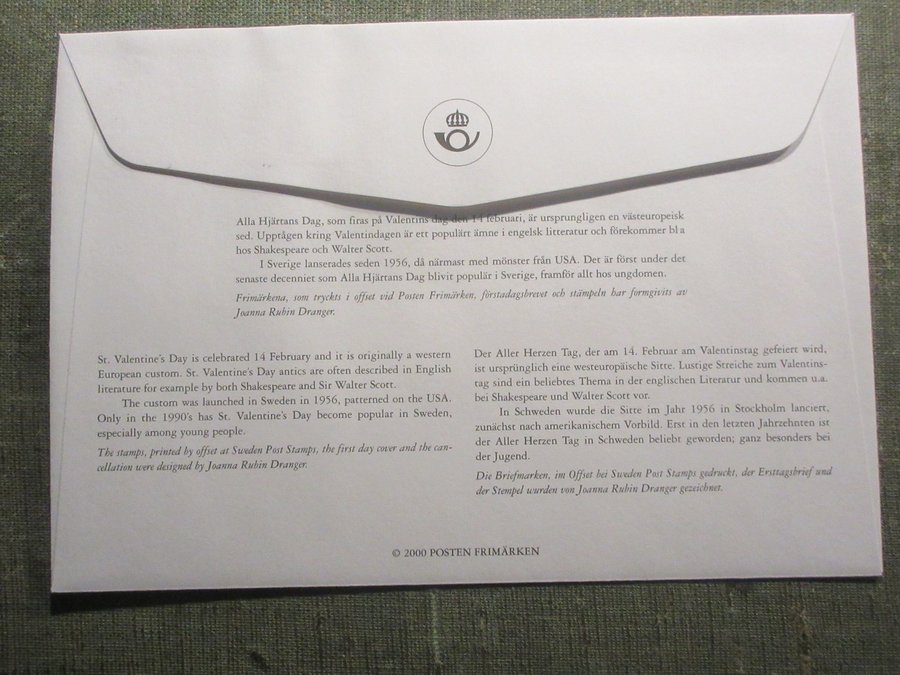 Alla Hjärtans Dag, som firas på Valentins dag den 14 februari, är ursprungligen en västeuropeisk
sed. Upptågen kring Valentindagen är ett populärt ämne i engelsk litteratur och förekommer bl a
hos Shakespeare och Walter Scott.
I Sverige lanserades seden 1956, då närmast med mönster från USA. Det är först under det
senaste decenniet som Alla Hjärtans Dag blivit populär i Sverige, framför allt hos ungdomen.
Frimärkena, som tryckts i offset vid Posten Frimärken, förstadagsbrevet och stämpeln har formgivits av
Joanna Rubin Dranger.
St. Valentine's Day is celebrated 14 February and it is originally a western
European custom. St. Valentine's Day antics are often described in English
literature for example by both Shakespeare and Sir Walter Scott.
The custom was launched in Sweden in 1956, patterned on the USA.
Only in the 1990's has St. Valentine's Day become popular in Sweden,
especially among young people.
The stamps, printed by offset at Sweden Post Stamps, the first day cover and the can-
cellation were designed by Joanna Rubin Dranger.
Der Aller Herzen Tag, der am 14. Februar am Valentinstag gefeiert wird,
ist ursprünglich eine westeuropäische Sitte. Lustige Streiche zum Valentins-
tag sind ein beliebtes Thema in der englischen Literatur und kommen u.a.
bei Shakespeare und Walter Scott vor.
In Schweden wurde die Sitte im Jahr 1956 in Stockholm lanciert,
zunächst nach amerikanischem Vorbild. Erst in den letzten Jahrzehnten ist
der Aller Herzen Tag in Schweden beliebt geworden; ganz besonders bei
der Jugend.
Die Briefmarken, im Offset bei Sweden Post Stamps gedruckt, der Ersttagsbrief und
der Stempel wurden von Joanna Rubin Dranger gezeichnet.
© 2000 POSTEN FRIMÄRKEN